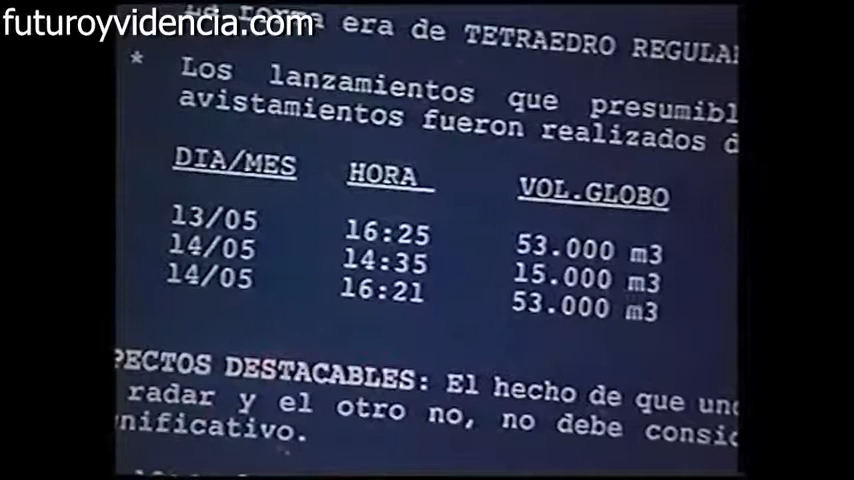 futuroyvidencia.com
era de TETRAEDRO REGULA
* Los lanzamientos que presumibl
avistamientos fueron realizados d
DIA/MES HORA VOL.GLOBO
13/05 16:25 53.000 m3
14/05 14:35 15.000 m3
14/05 16:21 53.000 m3
PECTOS DESTACABLES: El hecho de que uno
radar y el otro no, no debe consid
nificativo.